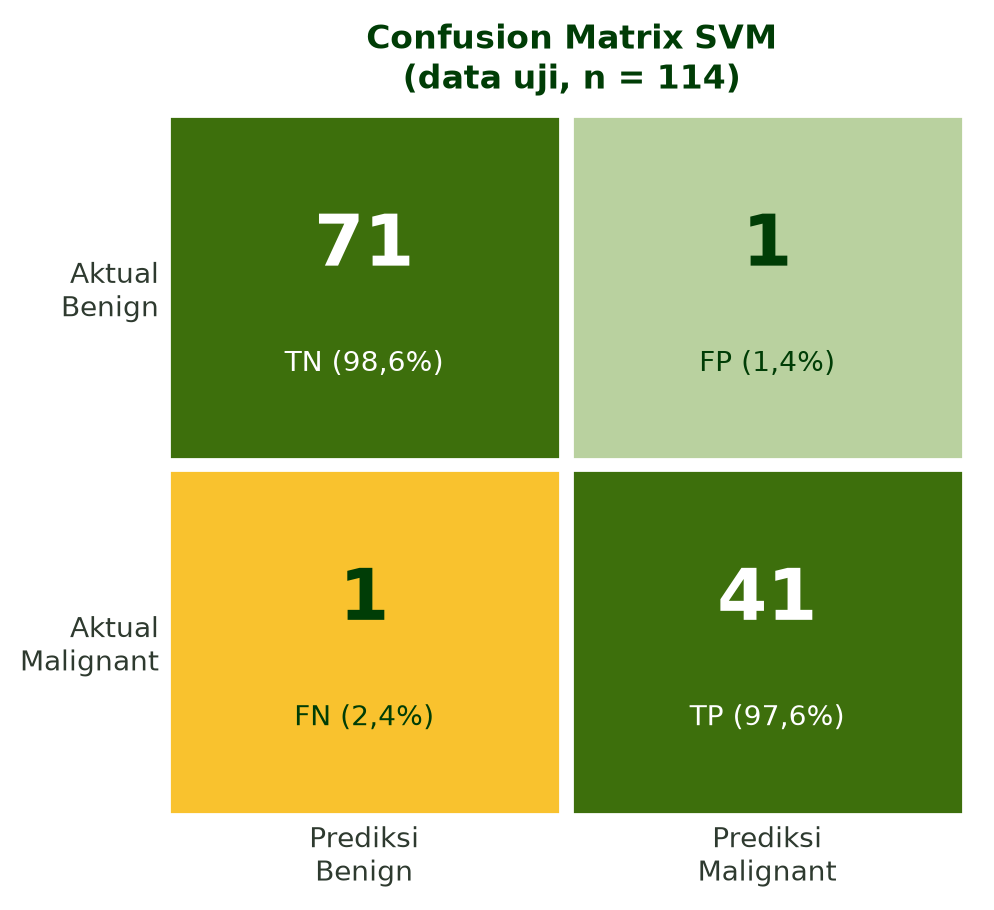 Confusion Matrix SVM
(data uji, n = 114)
Aktual
Benign
71
TN (98,6%)
1
FP (1,4%)
Aktual
Malignant
1
FN (2,4%)
41
TP (97,6%)
Prediksi
Benign
Prediksi
Malignant